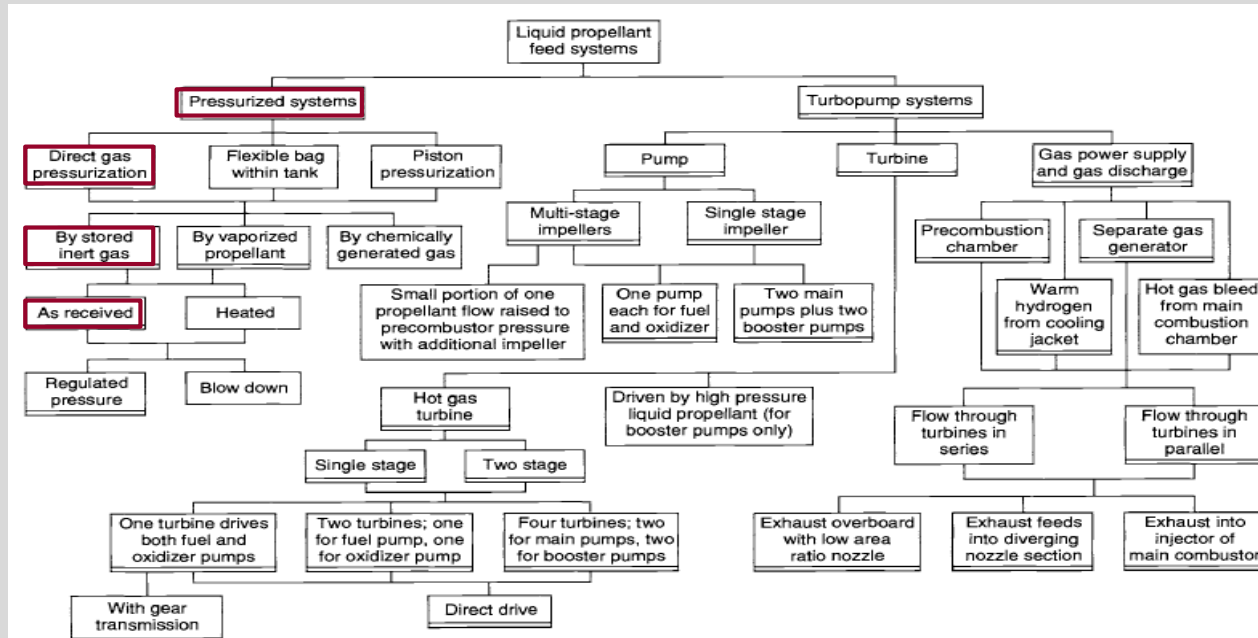 Liquid propellant
feed systems
Pressurized systems
Turbopump systems
Direct gas
pressurization
Flexible bag
within tank
Piston
pressurization
Pump
Turbine
Gas power supply
and gas discharge
By stored
inert gas
By vaporized
propellant
By chemically
generated gas
Multi-stage
impellers
Single stage
impeller
Precombustion
chamber
Separate gas
generator
As received
Heated
Small portion of one
propellant flow raised to
precombustor pressure
with additional impeller
One pump
each for fuel
and oxidizer
Two main
pumps plus two
booster pumps
Warm
hydrogen
from cooling
jacket
Hot gas bleed
from main
combustion
chamber
Regulated
pressure
Blow down
Hot gas
turbine
Driven by high pressure
liquid propellant (for
booster pumps only)
Flow through
turbines in
series
Flow through
turbines in
parallel
Single stage
Two stage
One turbine drives
both fuel and
oxidizer pumps
Two turbines; one
for fuel pump, one
for oxidizer pump
Four turbines; two
for main pumps, two
for booster pumps
Exhaust overboard
with low area
ratio nozzle
Exhaust feeds
into diverging
nozzle section
Exhaust into
injector of
main combustor
With gear
transmission
Direct drive